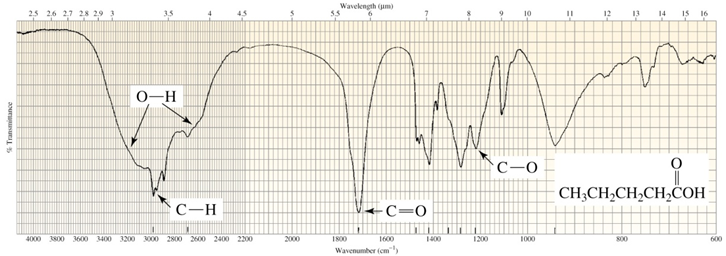 Wavelength (μm)
2.5 2.6 2.7 2.8 2.9 3 3.5 4 4.5 5 5.5 6 7 8 9 10 11 12 13 14 15 16
O—H
C—O
O
CH3CH2CH2CH2COH
C—H
C=O
% Transmittance
4000 3800 3600 3400 3200 3000 2800 2600 2400 2200 2000 1800 1600 1400 1200 1000 800 600
Wavenumber (cm⁻¹)